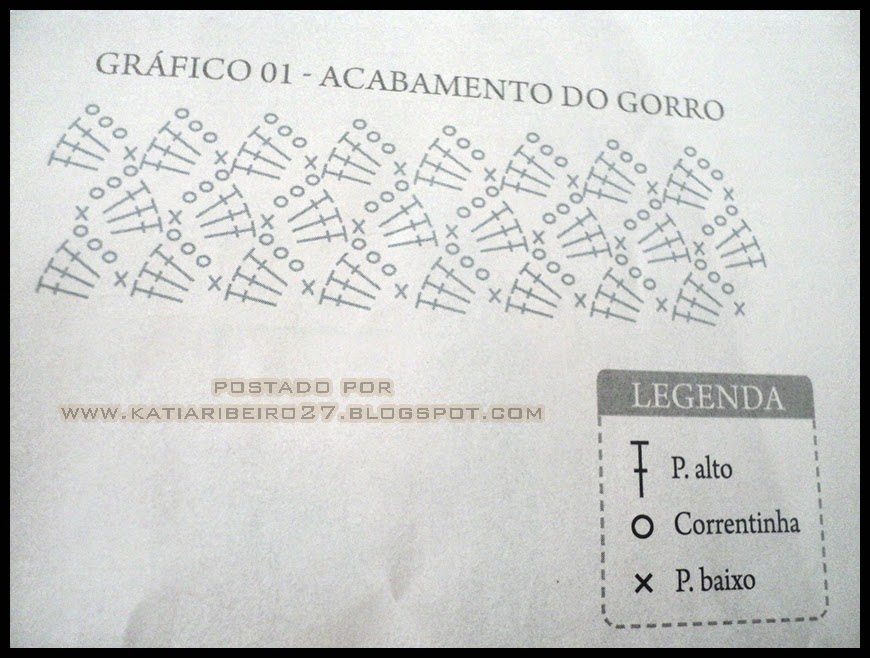 GRÁFICO 01 - ACABAMENTO DO GORRO
POSTADO POR
WWW.KATIARIBEIRO27.BLOGSPOT.COM
LEGENDA
P. alto
Correntinha
P. baixo